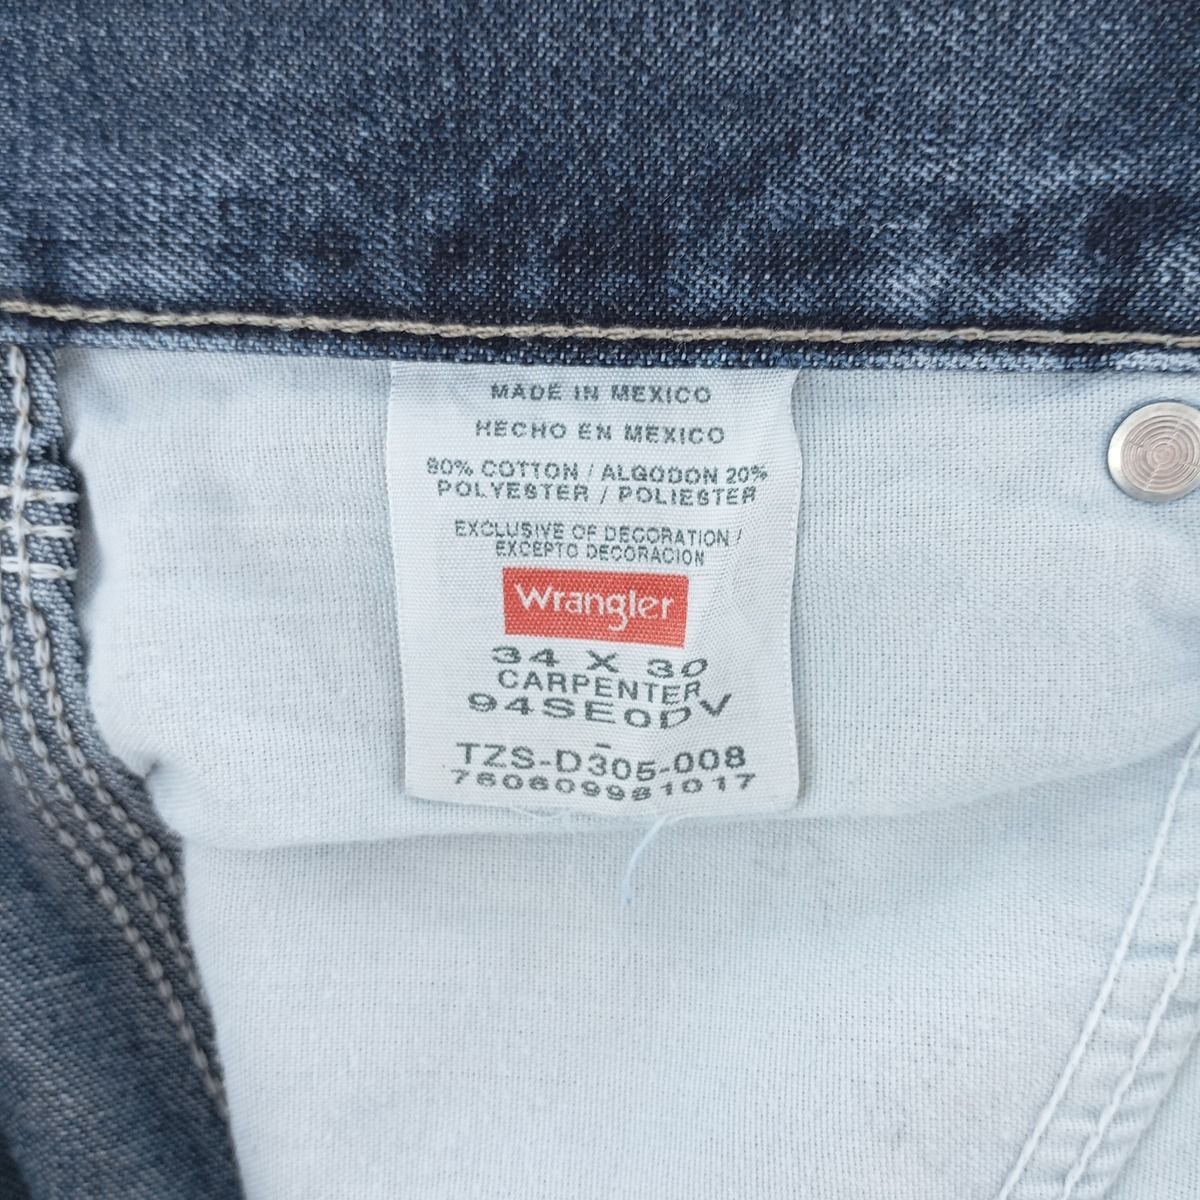 MADE IN MEXICO
HECHO EN MEXICO
80% COTTON / ALGODON 20%
POLYESTER / POLIESTER
EXCLUSIVE OF DECORATION /
EXCEPTO DECORACION
Wrangler
34 X 30
CARPENTER
94SE0DV
-
TZS-D305-008
760609981017